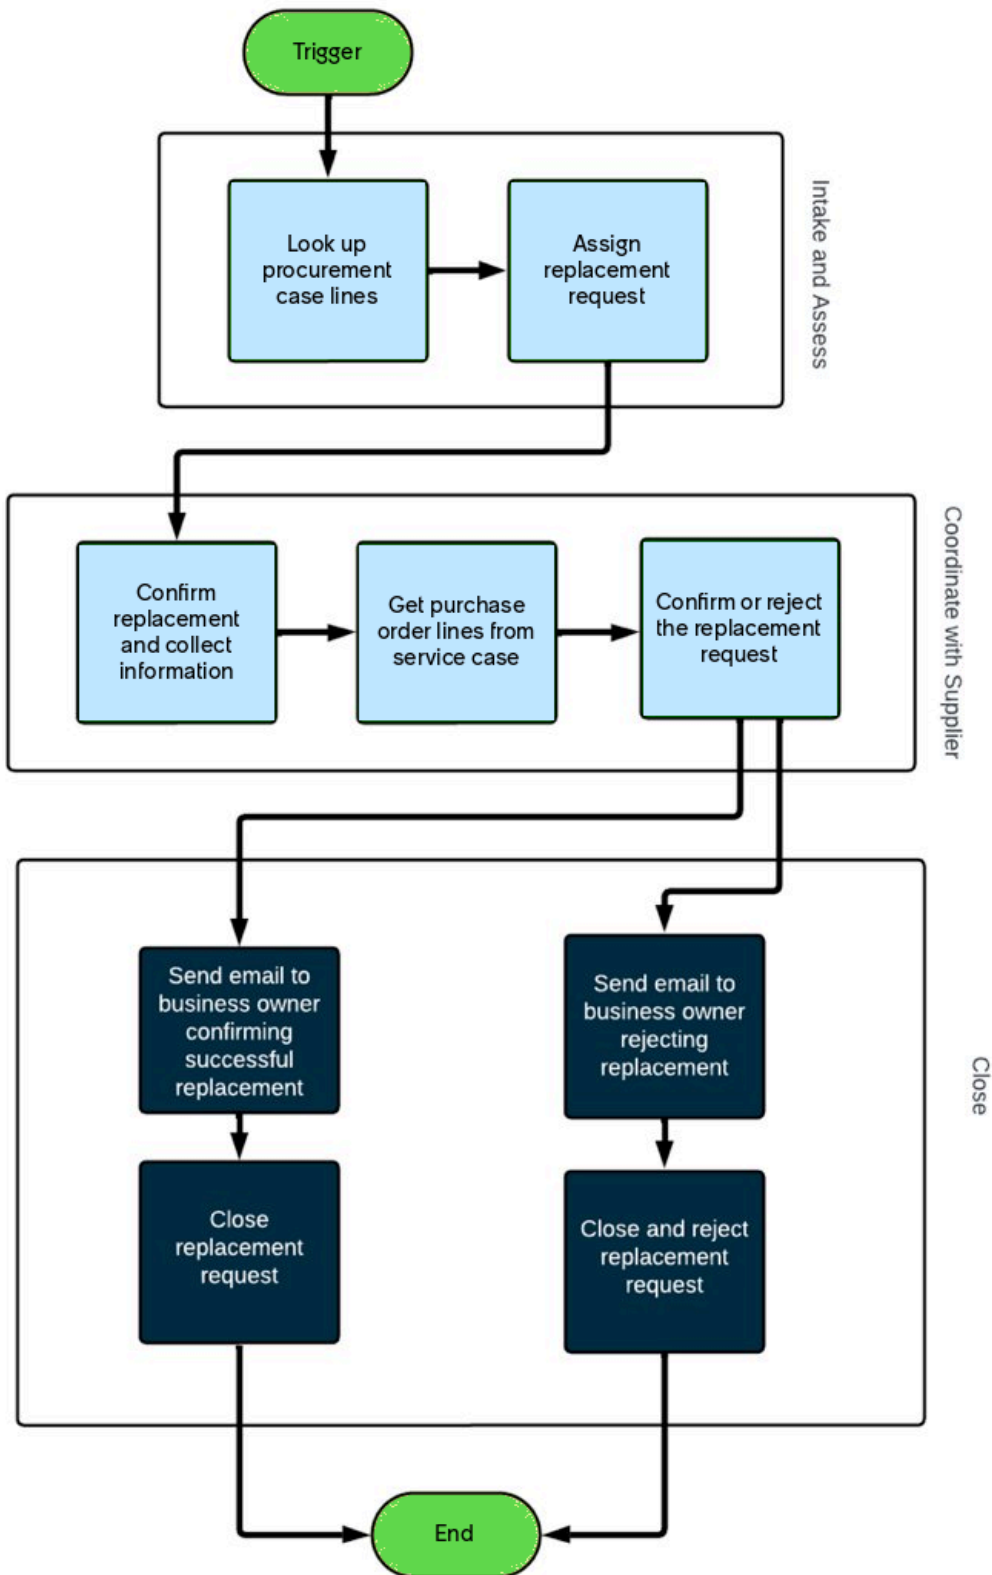 Trigger
Look up
procurement
case lines
Assign
replacement
request
Intake and Assess
Confirm
replacement
and collect
information
Get purchase
order lines from
service case
Confirm or reject
the replacement
request
Coordinate with Supplier
Send email to
business owner
confirming
successful
replacement
Send email to
business owner
rejecting
replacement
Close
replacement
request
Close and reject
replacement
request
Close
End